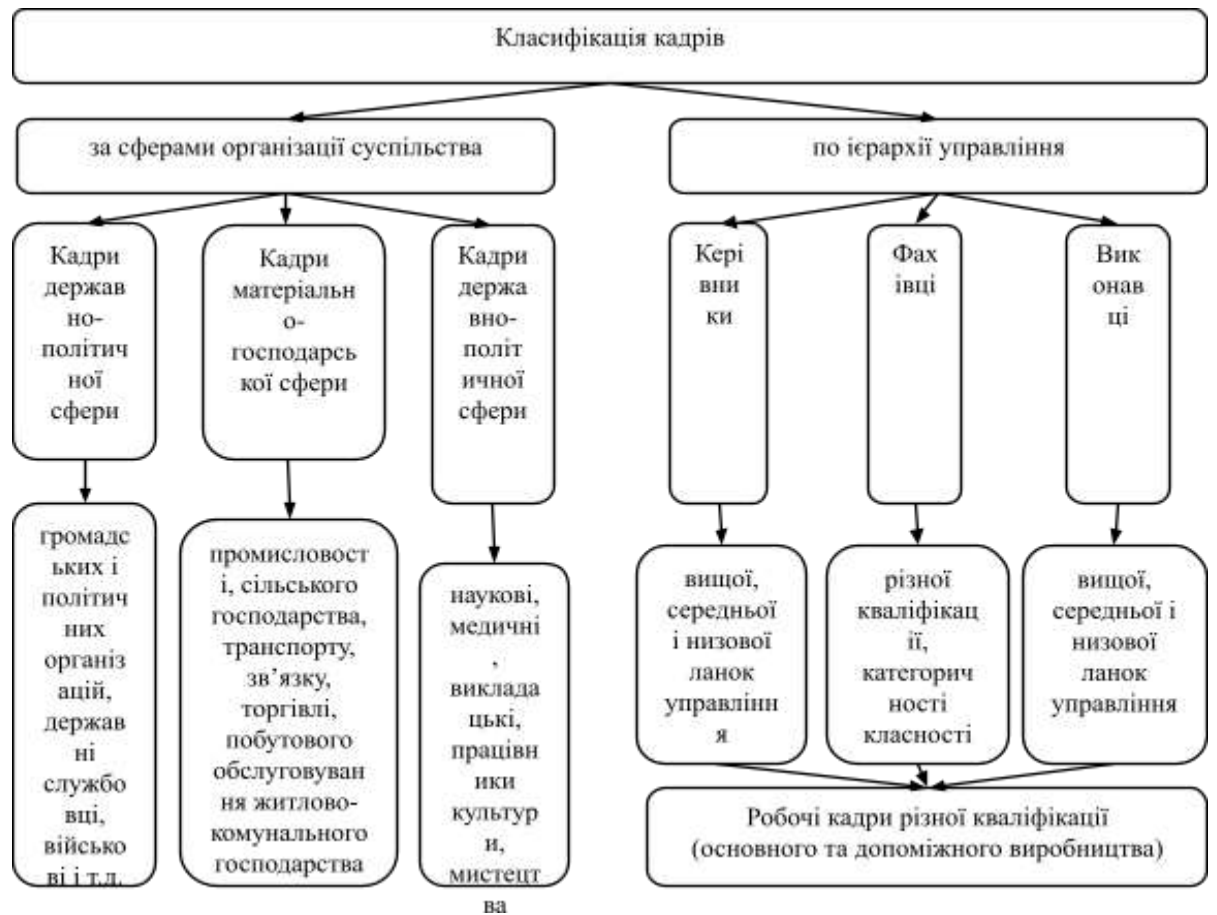 Класифікація кадрів
за сферами організації суспільства
по ієрархії управління
Кадри
держав
но-
політич
ної
сфери
Кадри
матеріальн
о-
господарсь
кої сфери
Кадри
держа
вно-
політ
ичної
сфери
Кері
вни
ки
Фах
івці
Вик
онав
ці
громадс
ьких і
політич
них
організ
ацій,
держав
ні
службо
вці,
військо
ві і т.д.
промисловост
і, сільського
господарства,
транспорту,
зв’язку,
торгівлі,
побутового
обслуговуван
ня житлово-
комунального
господарства
наукові,
медичні
,
виклада
цькі,
працівн
ики
культур
и,
мистецт
ва
вищої,
середньої
і низової
ланок
управлінн
я
різної
кваліфікац
ії,
категорич
ності
класності
вищої,
середньої і
низової
ланок
управління
Робочі кадри різної кваліфікації
(основного та допоміжного виробництва)